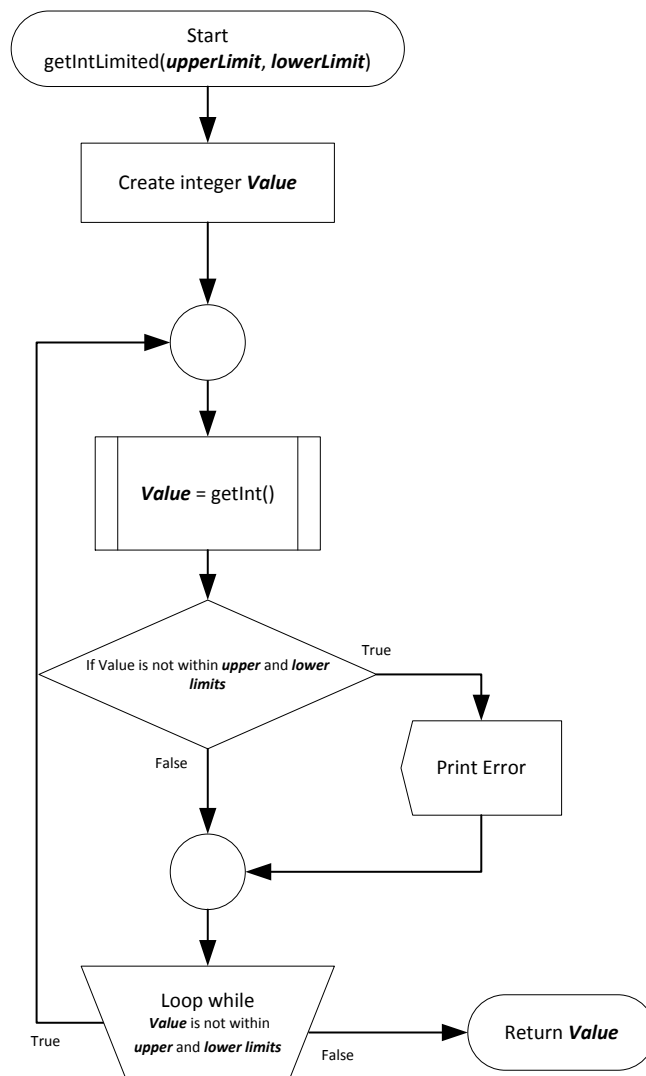 Start
getIntLimited(upperLimit, lowerLimit)
Create integer Value
Value = getInt()
If Value is not within upper and lower
limits
True
Print Error
False
Loop while
Value is not within
upper and lower limits
True
False
Return Value